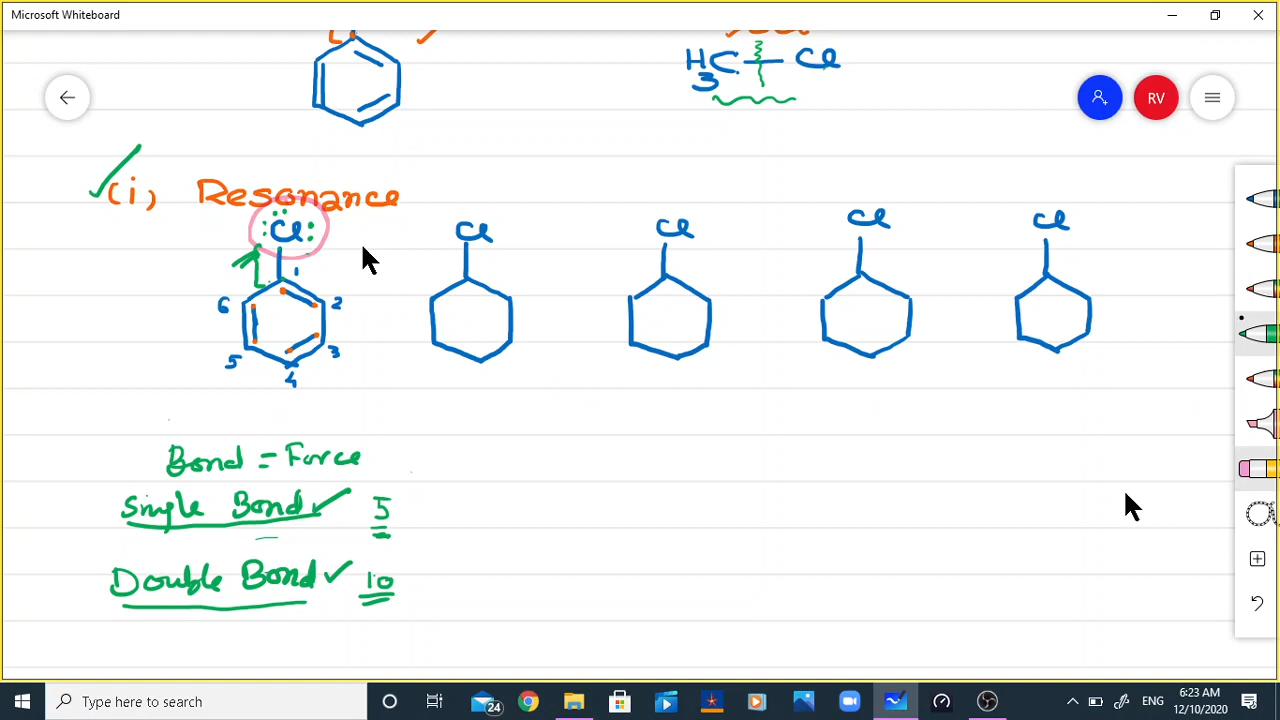 Microsoft Whiteboard
H3C — Cl
RV
(i) Resonance
Cl Cl Cl Cl Cl
1
6 2
5 3
4
Bond = Force
Single Bond ✓ 5
Double Bond ✓ 10
Type here to search
24
ENG
6:23 AM
12/10/2020